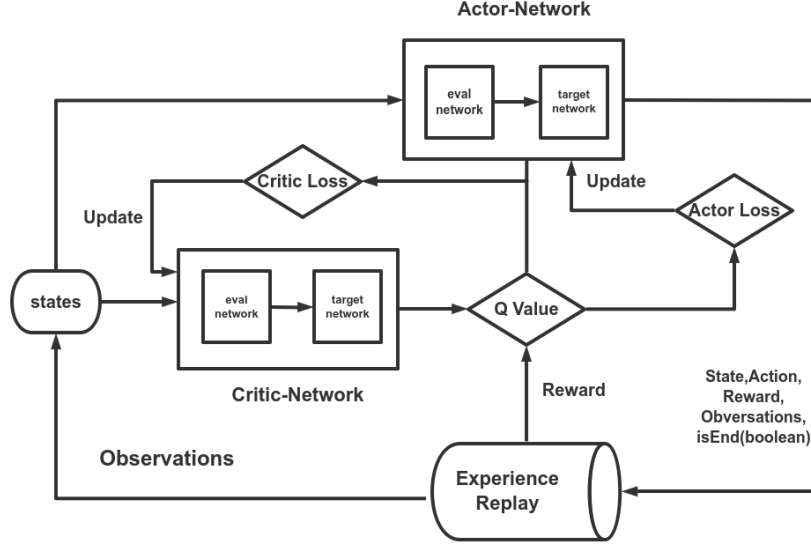 Actor-Network
eval
network
target
network
Critic Loss
Update
Update
Actor Loss
states
eval
network
target
network
Q Value
Critic-Network
Reward
State,Action,
Reward,
Obversations,
isEnd(boolean)
Observations
Experience
Replay